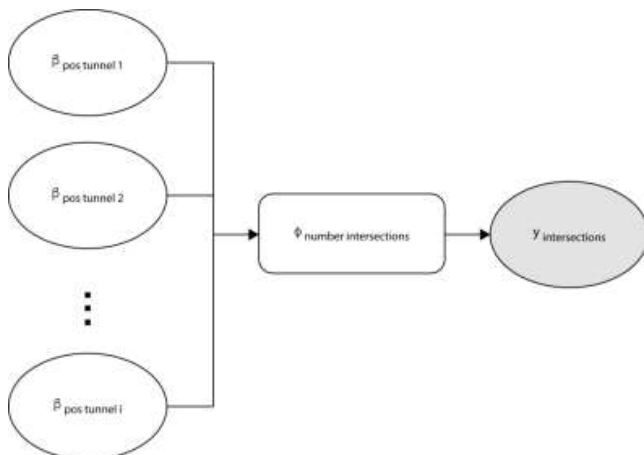 β pos tunnel 1
β pos tunnel 2
ϕ number intersections
y intersections
β pos tunnel i